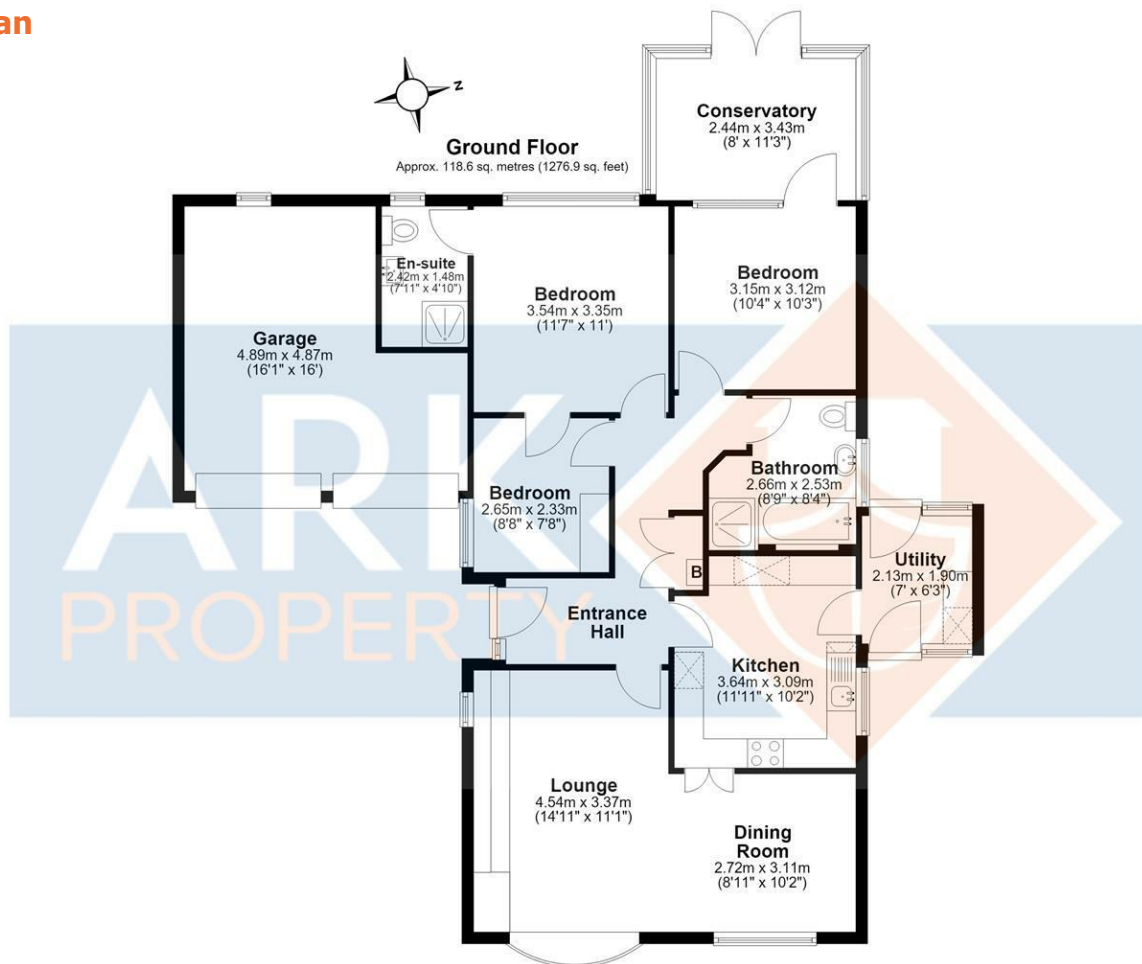 an
Z
Ground Floor
Approx. 118.6 sq. metres (1276.9 sq. feet)
Conservatory
2.44m x 3.43m
(8' x 11'3")
En-suite
2.42m x 1.48m
(7'11" x 4'10")
Bedroom
3.54m x 3.35m
(11'7" x 11')
Bedroom
3.15m x 3.12m
(10'4" x 10'3")
Garage
4.89m x 4.87m
(16'1" x 16')
Bedroom
2.65m x 2.33m
(8'8" x 7'8")
Bathroom
2.66m x 2.53m
(8'9" x 8'4")
Utility
2.13m x 1.90m
(7' x 6'3")
B
Entrance
Hall
Kitchen
3.64m x 3.09m
(11'11" x 10'2")
Lounge
4.54m x 3.37m
(14'11" x 11'1")
Dining
Room
2.72m x 3.11m
(8'11" x 10'2")
ARK
PROPERTY